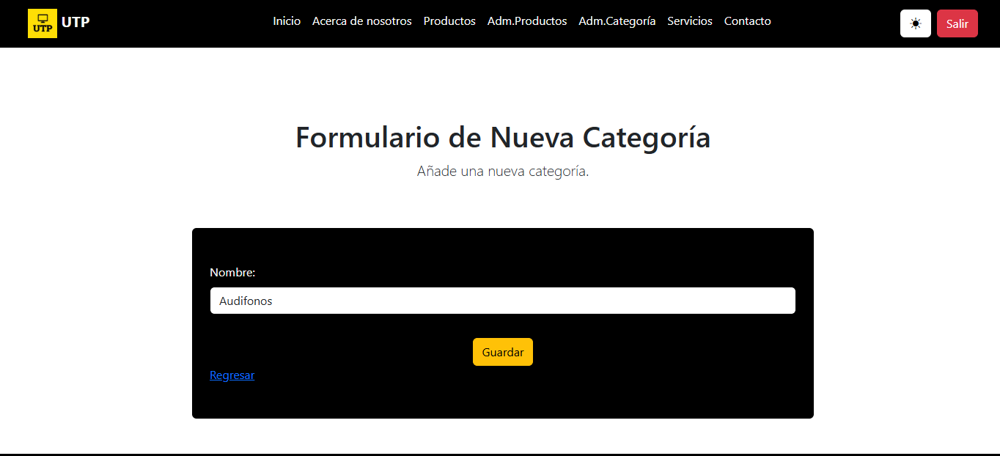 UTP UTP Inicio Acerca de nosotros Productos Adm.Productos Adm.Categoría Servicios Contacto Salir
Formulario de Nueva Categoría
Añade una nueva categoría.
Nombre:
Audifonos
Guardar
Regresar